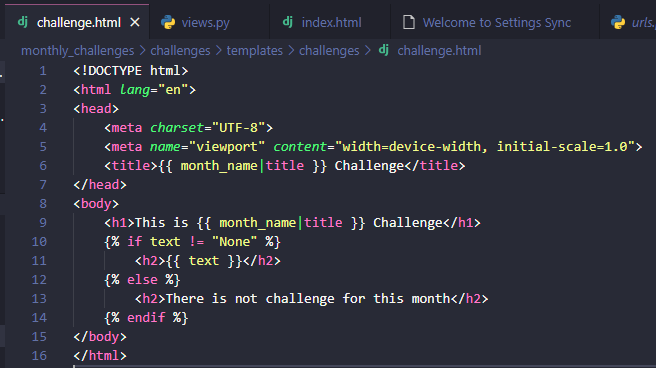 challenge.html views.py index.html Welcome to Settings Sync urls.
monthly_challenges > challenges > templates > challenges > challenge.html
1 <!DOCTYPE html>
2 <html lang="en">
3 <head>
4 <meta charset="UTF-8">
5 <meta name="viewport" content="width=device-width, initial-scale=1.0">
6 <title>{{ month_name|title }} Challenge</title>
7 </head>
8 <body>
9 <h1>This is {{ month_name|title }} Challenge</h1>
10 {% if text != "None" %}
11 <h2>{{ text }}</h2>
12 {% else %}
13 <h2>There is not challenge for this month</h2>
14 {% endif %}
15 </body>
16 </html>